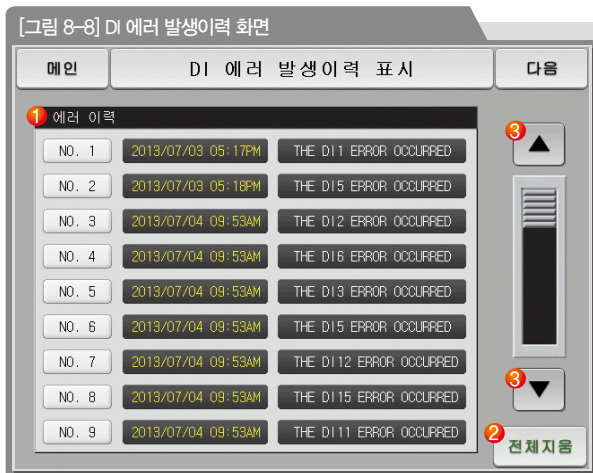 [그림 8-8] DI 에러 발생이력 화면
메인 DI 에러 발생이력 표시 다음
1 에러 이력
3 ▲
NO. 1 2013/07/03 05:17PM THE DI1 ERROR OCCURRED
NO. 2 2013/07/03 05:18PM THE DI5 ERROR OCCURRED
NO. 3 2013/07/04 09:53AM THE DI2 ERROR OCCURRED
NO. 4 2013/07/04 09:53AM THE DI6 ERROR OCCURRED
NO. 5 2013/07/04 09:53AM THE DI3 ERROR OCCURRED
NO. 6 2013/07/04 09:53AM THE DI5 ERROR OCCURRED
NO. 7 2013/07/04 09:53AM THE DI12 ERROR OCCURRED
3 ▼
NO. 8 2013/07/04 09:53AM THE DI15 ERROR OCCURRED
NO. 9 2013/07/04 09:53AM THE DI11 ERROR OCCURRED
2 전체지움